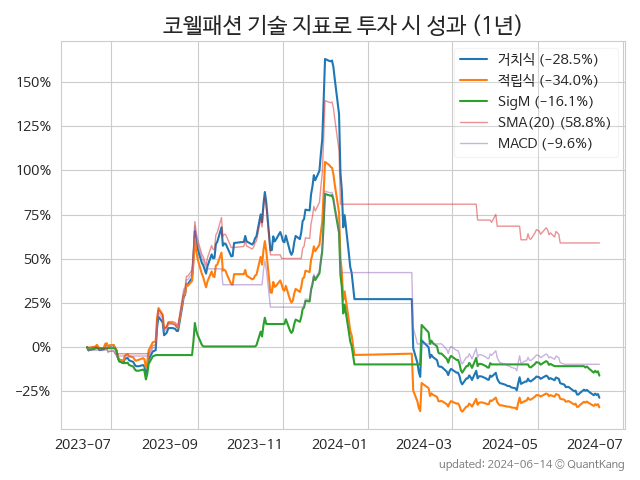 코웰패션 기술 지표로 투자 시 성과 (1년)
거치식 (−28.5%)
적립식 (−34.0%)
SigM (−16.1%)
SMA(20) (58.8%)
MACD (−9.6%)
150%
125%
100%
75%
50%
25%
0%
−25%
2023-07 2023-09 2023-11 2024-01 2024-03 2024-05 2024-07
updated: 2024-06-14 © QuantKang